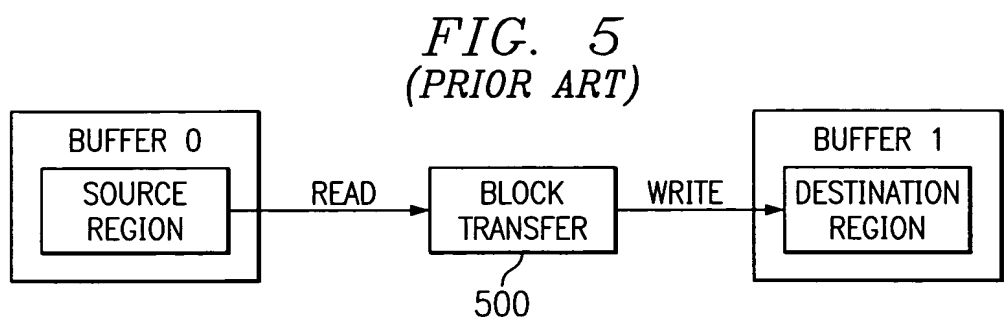 FIG. 5
(PRIOR ART)
BUFFER 0
SOURCE
REGION
READ
BLOCK
TRANSFER
500
WRITE
BUFFER 1
DESTINATION
REGION